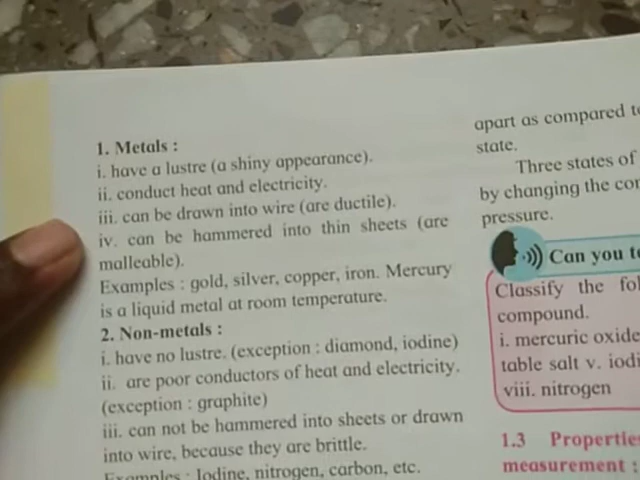 1. Metals :
i. have a lustre (a shiny appearance).
ii. conduct heat and electricity.
iii. can be drawn into wire (are ductile).
iv. can be hammered into thin sheets (are
malleable).
Examples : gold, silver, copper, iron. Mercury
is a liquid metal at room temperature.
2. Non-metals :
i. have no lustre. (exception : diamond, iodine)
ii. are poor conductors of heat and electricity.
(exception : graphite)
iii. can not be hammered into sheets or drawn
into wire, because they are brittle.
Examples : Iodine, nitrogen, carbon, etc.
apart as compared
state.
Three states of
by changing the
pressure.
Can you
Classify the
compound.
i. mercuric oxide
table salt v.
viii. nitrogen
1.3 Properties
measurement :